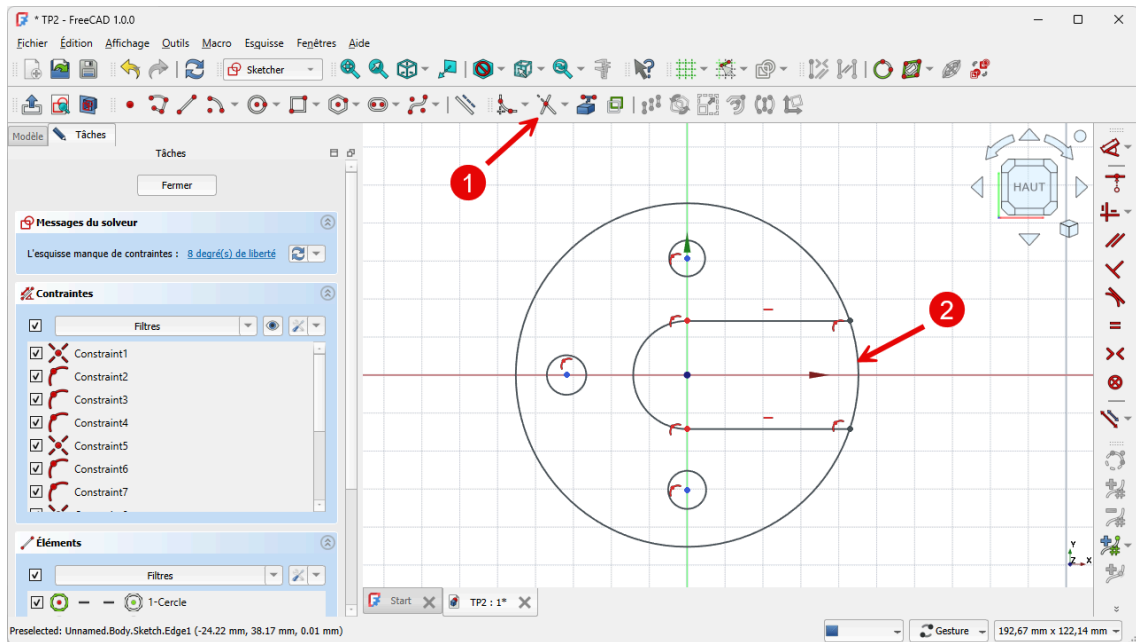 * TP2 - FreeCAD 1.0.0
Fichier Édition Affichage Outils Macro Esquisse Fenêtres Aide
Sketcher
Modèle Tâches
Tâches
Fermer
Messages du solveur
L'esquisse manque de contraintes : 8 degré(s) de liberté
Contraintes
Filtres
Constraint1
Constraint2
Constraint3
Constraint4
Constraint5
Constraint6
Constraint7
Éléments
Filtres
1-Cercle
1
2
HAUT
Y
Z X
Start TP2 : 1*
Preselected: Unnamed.Body.Sketch.Edge1 (-24.22 mm, 38.17 mm, 0.01 mm)
Gesture 192,67 mm x 122,14 mm